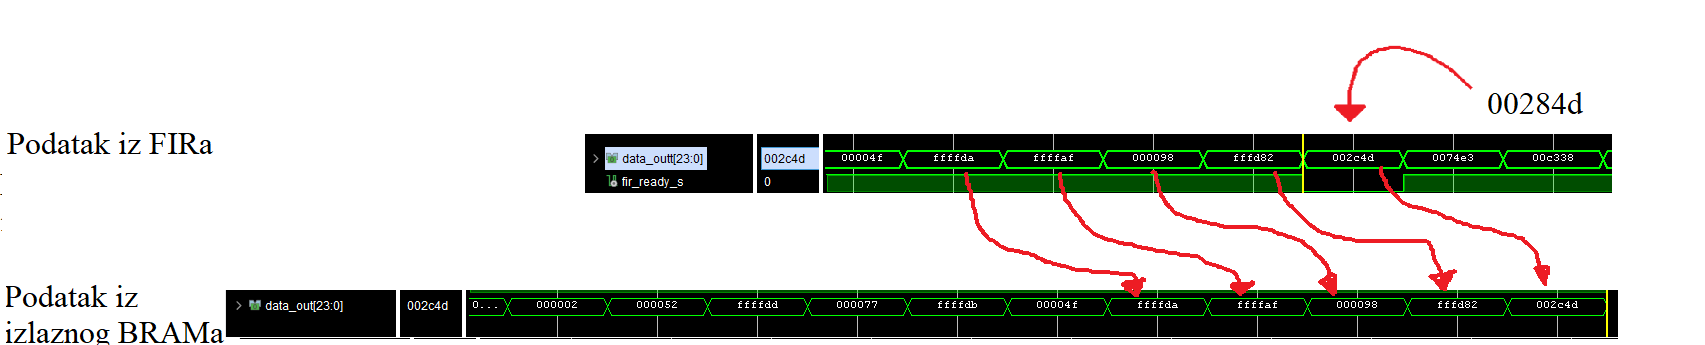 00284d
Podatak iz FIRa
data_outt[23:0] 002c4d 00004f ffffda ffffaf 000098 fffd82 002c4d 0074e3 00c338
fir_ready_s 0
Podatak iz
izlaznog BRAMa
data_out[23:0] 002c4d 0... 000002 000052 ffffdd 000077 ffffdb 00004f ffffda ffffaf 000098 fffd82 002c4d